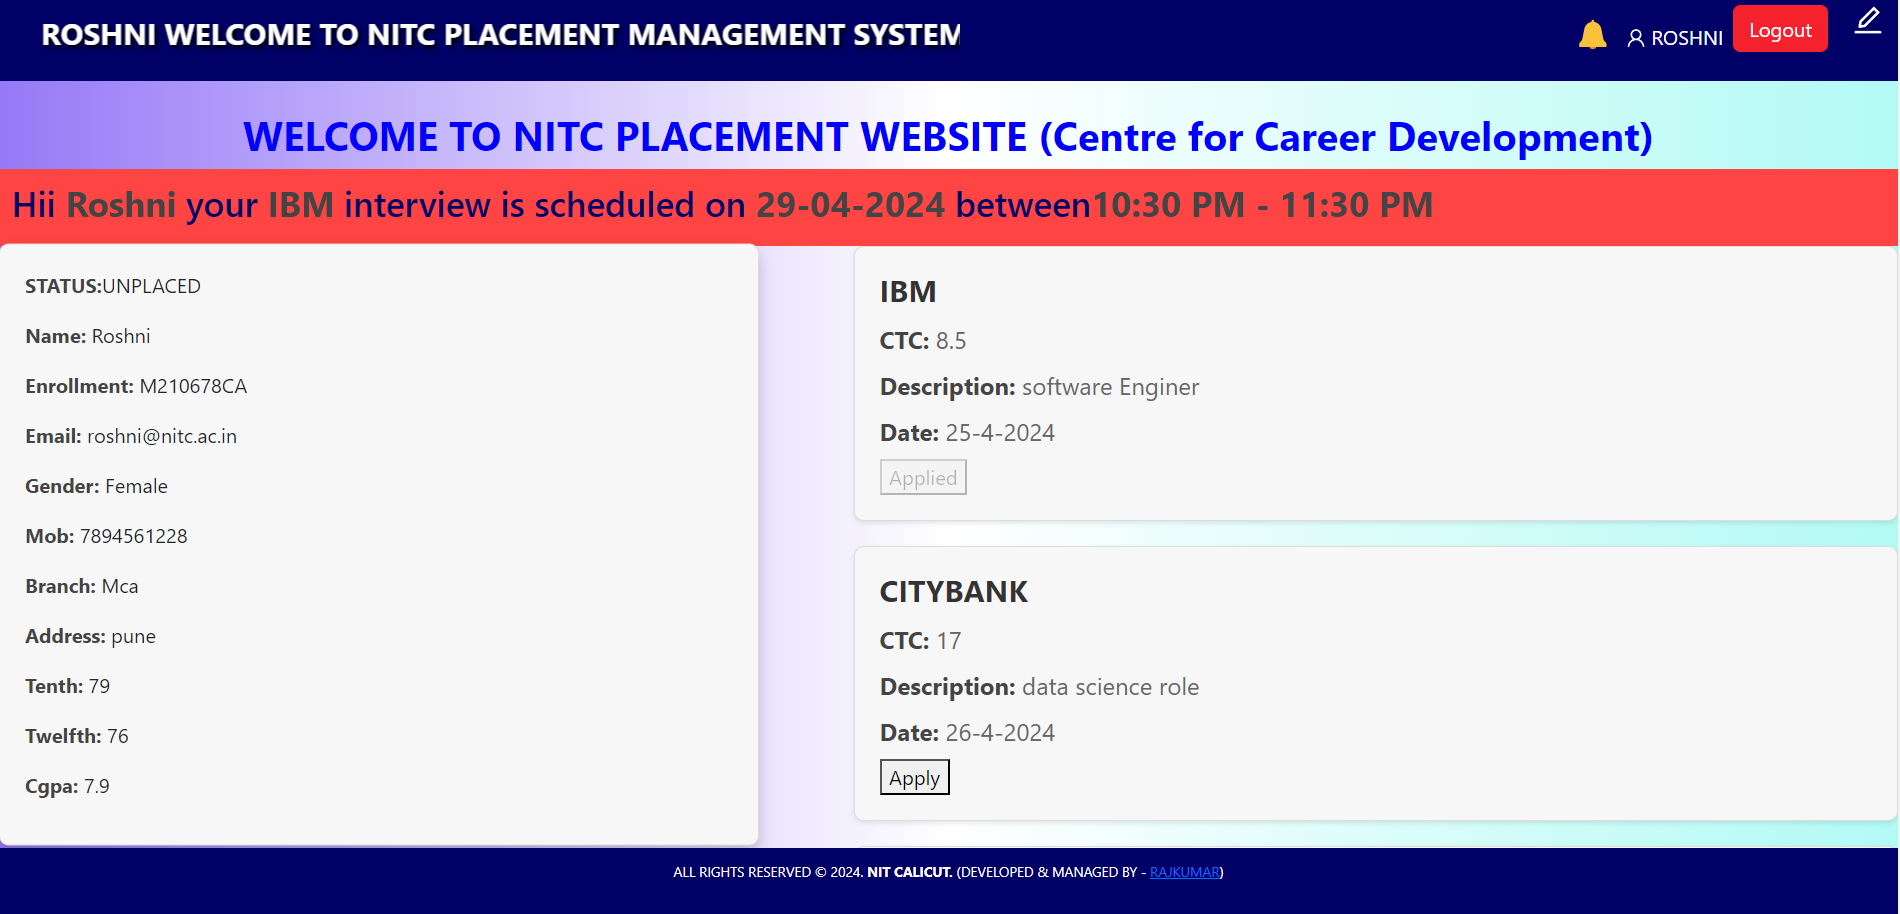 ROSHNI WELCOME TO NITC PLACEMENT MANAGEMENT SYSTEM
ROSHNI
Logout
WELCOME TO NITC PLACEMENT WEBSITE (Centre for Career Development)
Hii Roshni your IBM interview is scheduled on 29-04-2024 between10:30 PM - 11:30 PM
STATUS:UNPLACED
Name: Roshni
Enrollment: M210678CA
Email: roshni@nitc.ac.in
Gender: Female
Mob: 7894561228
Branch: Mca
Address: pune
Tenth: 79
Twelfth: 76
Cgpa: 7.9
IBM
CTC: 8.5
Description: software Enginer
Date: 25-4-2024
Applied
CITYBANK
CTC: 17
Description: data science role
Date: 26-4-2024
Apply
ALL RIGHTS RESERVED © 2024. NIT CALICUT. (DEVELOPED & MANAGED BY - RAJKUMAR)